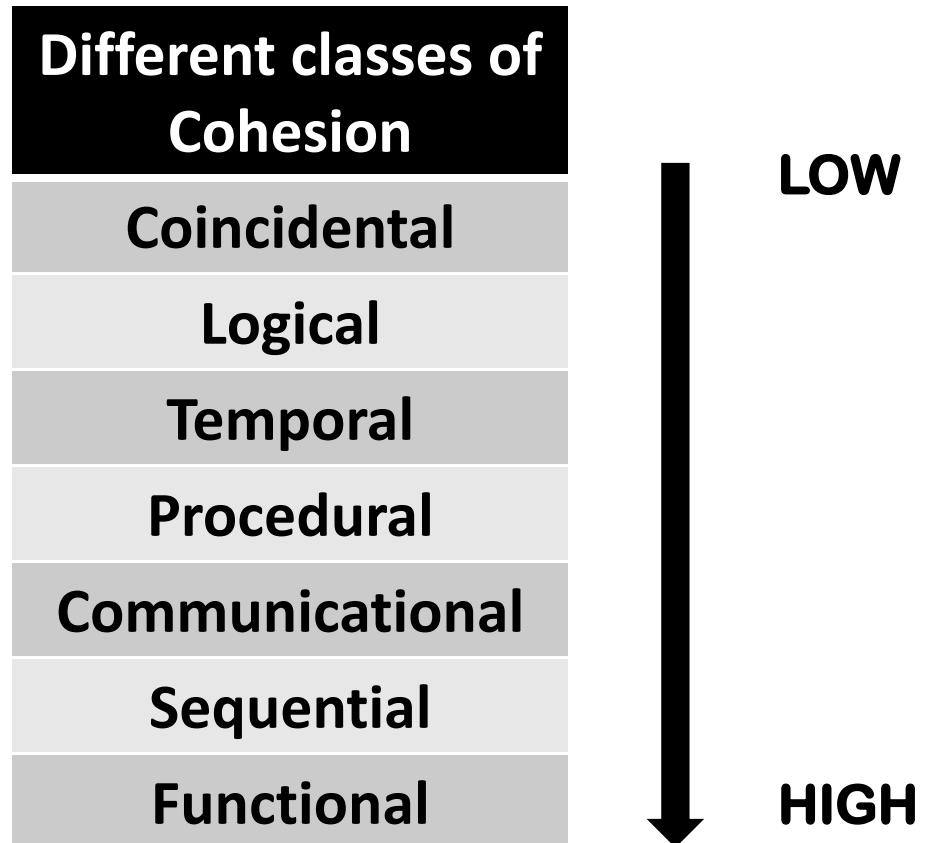 Different classes of
Cohesion
LOW
Coincidental
Logical
Temporal
Procedural
Communicational
Sequential
Functional
HIGH